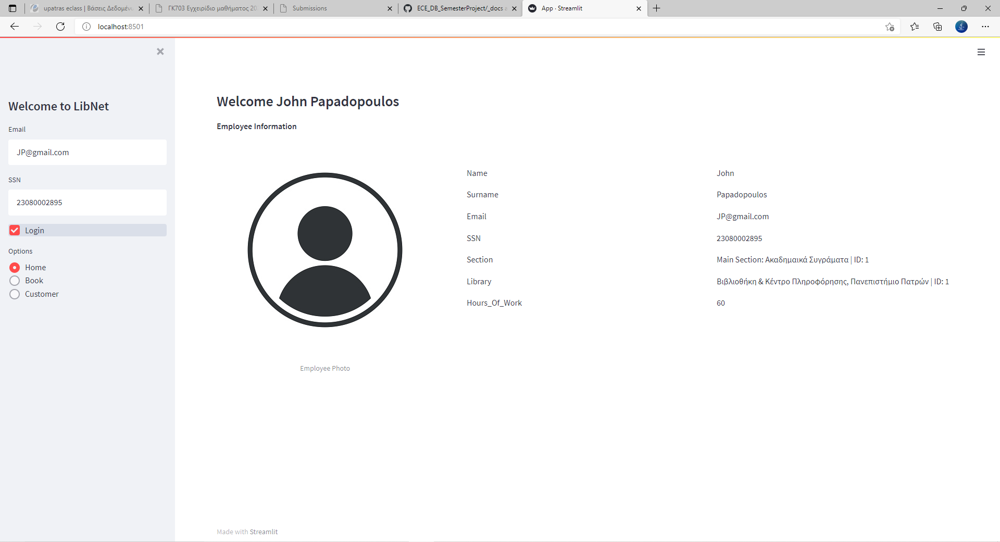 upatras eclass | Βάσεις Δεδομένω
ΓΚ703 Εγχειρίδιο μαθήματος 20
Submissions
ECE_DB_SemesterProject/_docs a
App · Streamlit
localhost:8501
Welcome to LibNet
Email
JP@gmail.com
SSN
23080002895
Login
Options
Home
Book
Customer
Welcome John Papadopoulos
Employee Information
Employee Photo
Name John
Surname Papadopoulos
Email JP@gmail.com
SSN 23080002895
Section Main Section: Ακαδημαικά Συγράματα | ID: 1
Library Βιβλιοθήκη & Κέντρο Πληροφόρησης, Πανεπιστήμιο Πατρών | ID: 1
Hours_Of_Work 60
Made with Streamlit